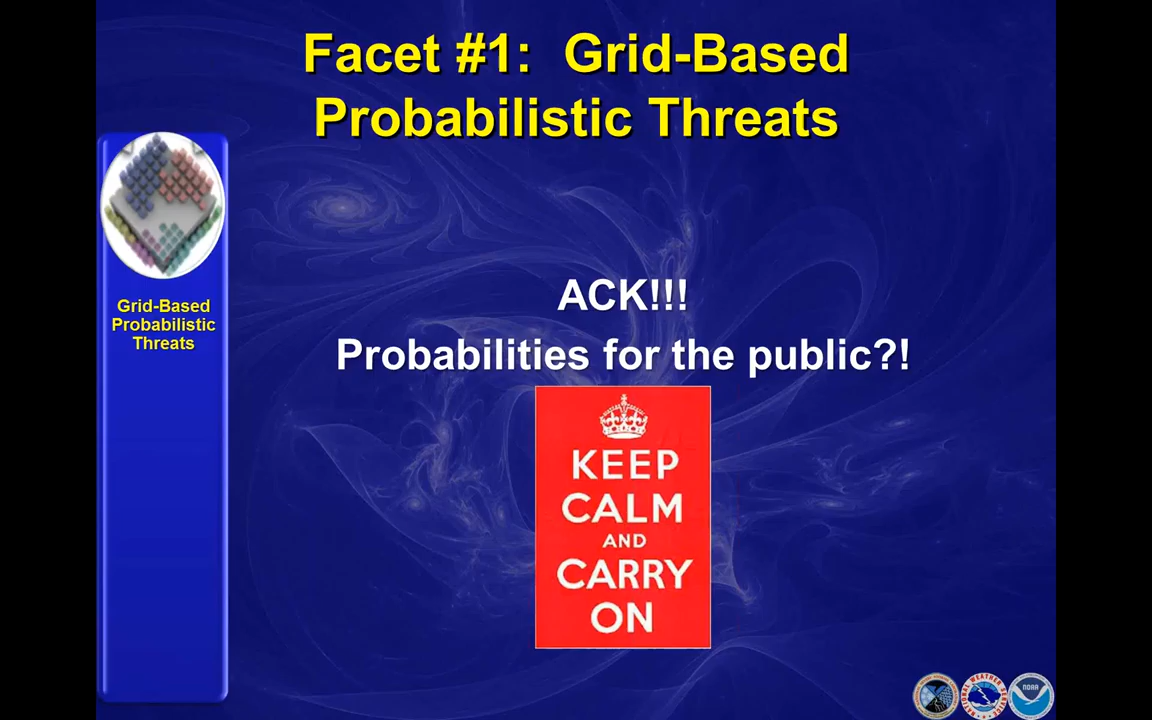 Facet #1: Grid-Based
Probabilistic Threats
Grid-Based
Probabilistic
Threats
ACK!!!
Probabilities for the public?!
KEEP
CALM
AND
CARRY
ON
NOAA